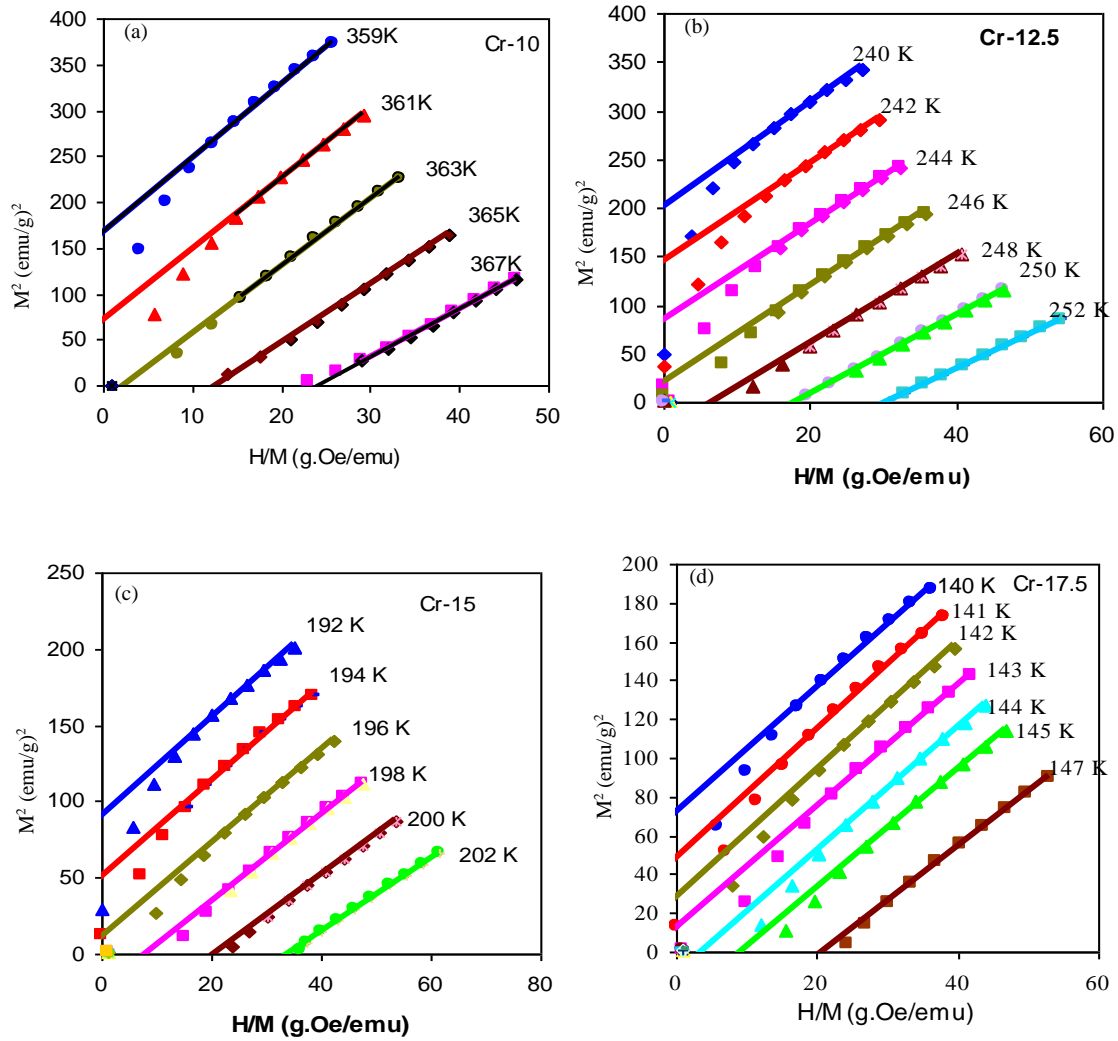 (a)
Cr-10
400
350
300
250
200
150
100
50
0
M² (emu/g)²
359K
361K
363K
365K
367K
0 10 20 30 40 50
H/M (g.Oe/emu)
(b)
Cr-12.5
400
350
300
250
200
150
100
50
0
M² (emu/g)²
240 K
242 K
244 K
246 K
248 K
250 K
252 K
0 20 40 60
H/M (g.Oe/emu)
(c)
Cr-15
250
200
150
100
50
0
M² (emu/g)²
192 K
194 K
196 K
198 K
200 K
202 K
0 20 40 60 80
H/M (g.Oe/emu)
(d)
Cr-17.5
200
180
160
140
120
100
80
60
40
20
0
M² (emu/g)²
140 K
141 K
142 K
143 K
144 K
145 K
147 K
0 20 40 60
H/M (g.Oe/emu)